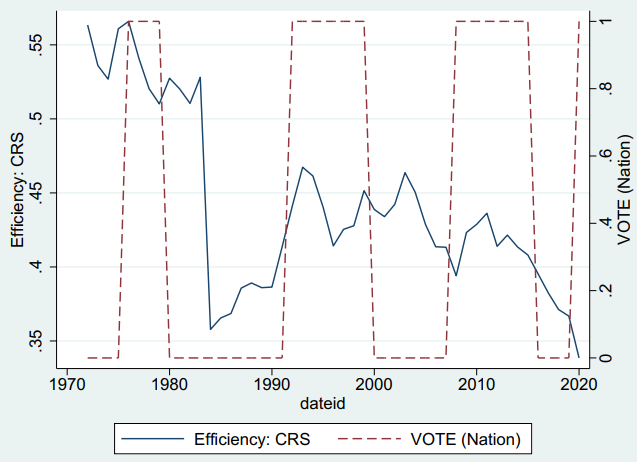 Efficiency: CRS
.55
.5
.45
.4
.35
1
.8
.6
.4
.2
0
VOTE (Nation)
1970 1980 1990 2000 2010 2020
dateid
Efficiency: CRS VOTE (Nation)